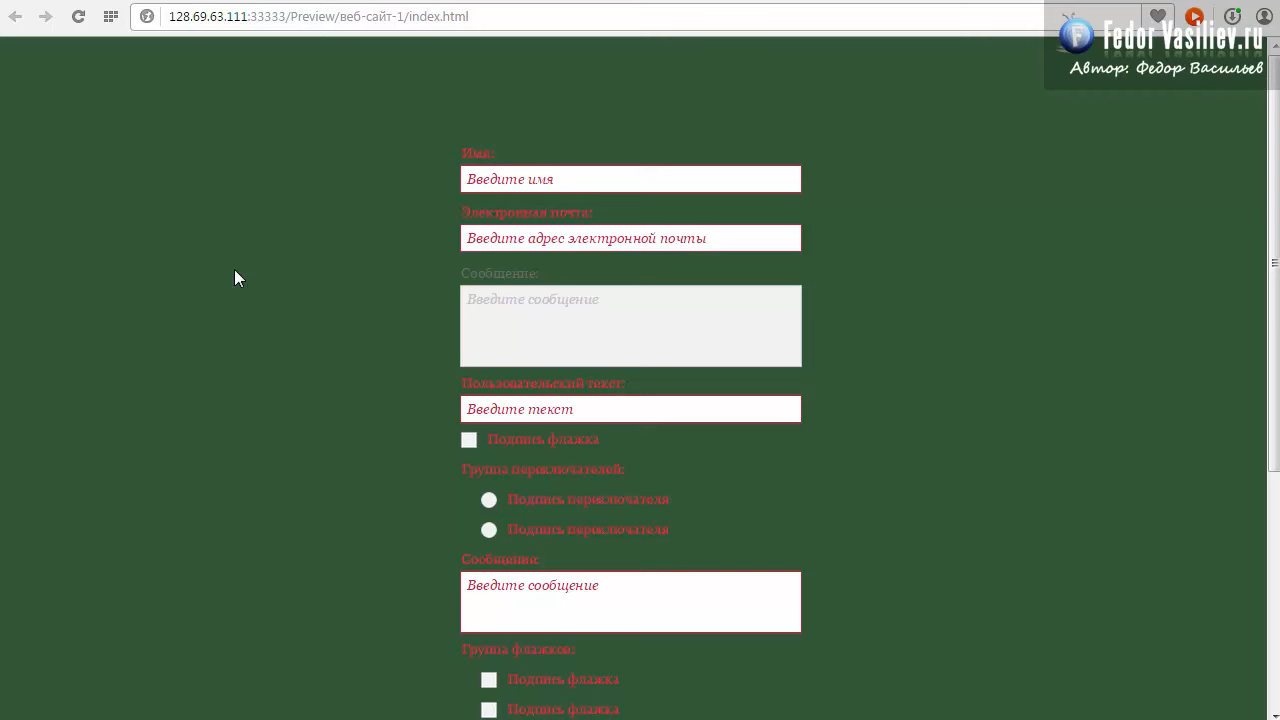 128.69.63.111:33333/Preview/веб-сайт-1/index.html
Fedor Vasiliev.ru
Автор: Федор Васильев
Имя:
Введите имя
Электронная почта:
Введите адрес электронной почты
Сообщение:
Введите сообщение
Пользовательский текст:
Введите текст
Подпись флажка
Группа переключателей:
Подпись переключателя
Подпись переключателя
Сообщение:
Введите сообщение
Группа флажков:
Подпись флажка
Подпись флажка